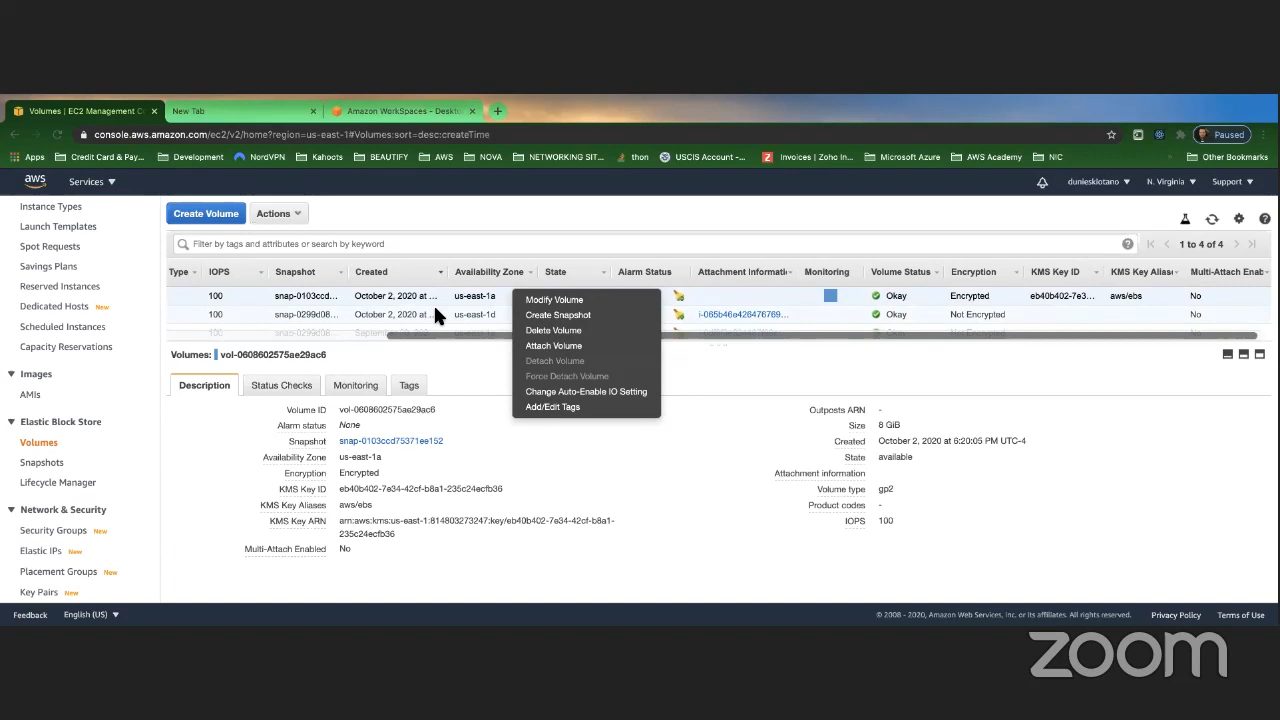 Volumes | EC2 Management C
New Tab
Amazon WorkSpaces - Deskto
console.aws.amazon.com/ec2/v2/home?region=us-east-1#Volumes:sort=desc:createTime
Paused
Apps
Credit Card & Pay...
Development
NordVPN
Kahoots
BEAUTIFY
AWS
NOVA
NETWORKING SIT...
thon
USCIS Account -...
Invoices | Zoho In...
Microsoft Azure
AWS Academy
NIC
Other Bookmarks
aws
Services
duniesklotano
N. Virginia
Support
Instance Types
Launch Templates
Spot Requests
Savings Plans
Reserved Instances
Dedicated Hosts New
Scheduled Instances
Capacity Reservations
Images
AMIs
Elastic Block Store
Volumes
Snapshots
Lifecycle Manager
Network & Security
Security Groups New
Elastic IPs New
Placement Groups New
Key Pairs New
Create Volume
Actions
Filter by tags and attributes or search by keyword
1 to 4 of 4
Type IOPS Snapshot Created Availability Zone State Alarm Status Attachment Informati Monitoring Volume Status Encryption KMS Key ID KMS Key Alias Multi-Attach Enab
100 snap-0103ccd... October 2, 2020 at ... us-east-1a Okay Encrypted eb40b402-7e3... aws/ebs No
100 snap-0299d08... October 2, 2020 at ... us-east-1d i-065b46e426476769... Okay Not Encrypted No
100
Okay Not Encrypted No
Modify Volume
Create Snapshot
Delete Volume
Attach Volume
Detach Volume
Force Detach Volume
Change Auto-Enable IO Setting
Add/Edit Tags
Volumes: vol-0608602575ae29ac6
Description
Status Checks
Monitoring
Tags
Volume ID vol-0608602575ae29ac6
Alarm status None
Snapshot snap-0103ccd75371ee152
Availability Zone us-east-1a
Encryption Encrypted
KMS Key ID eb40b402-7e34-42cf-b8a1-235c24ecfb36
KMS Key Aliases aws/ebs
KMS Key ARN arn:aws:kms:us-east-1:814803273247:key/eb40b402-7e34-42cf-b8a1-
235c24ecfb36
Multi-Attach Enabled No
Outposts ARN -
Size 8 GiB
Created October 2, 2020 at 6:20:05 PM UTC-4
State available
Attachment information
Volume type gp2
Product codes -
IOPS 100
Feedback
English (US)
© 2008 - 2020, Amazon Web Services, Inc. or its affiliates. All rights reserved.
Privacy Policy
Terms of Use
zoom